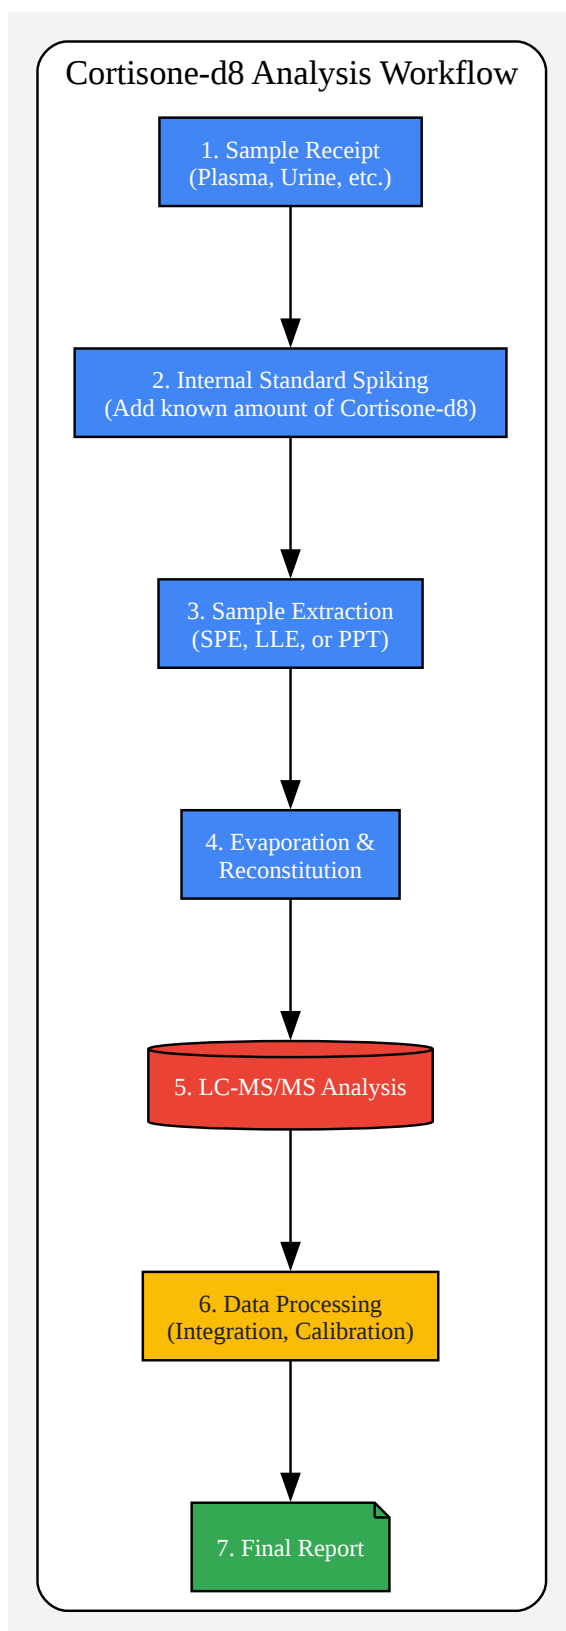 Cortisone-d8 Analysis Workflow
1. Sample Receipt
(Plasma, Urine, etc.)
2. Internal Standard Spiking
(Add known amount of Cortisone-d8)
3. Sample Extraction
(SPE, LLE, or PPT)
4. Evaporation &
Reconstitution
5. LC-MS/MS Analysis
6. Data Processing
(Integration, Calibration)
7. Final Report